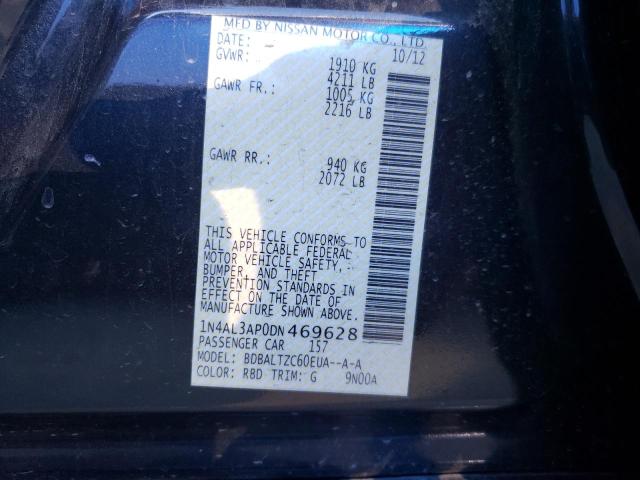 MFD BY NISSAN MOTOR CO., LTD.
DATE: 10/12
GVWR: 1910 KG
4211 LB
GAWR FR.: 1005 KG
2216 LB
GAWR RR.: 940 KG
2072 LB
THIS VEHICLE CONFORMS TO
ALL APPLICABLE FEDERAL
MOTOR VEHICLE SAFETY,
BUMPER, AND THEFT
PREVENTION STANDARDS IN
EFFECT ON THE DATE OF
MANUFACTURE SHOWN ABOVE.
1N4AL3AP0DN469628
PASSENGER CAR 157
MODEL: BDBALTZC60EUA--A-A
COLOR: RBD TRIM: G 9N00A